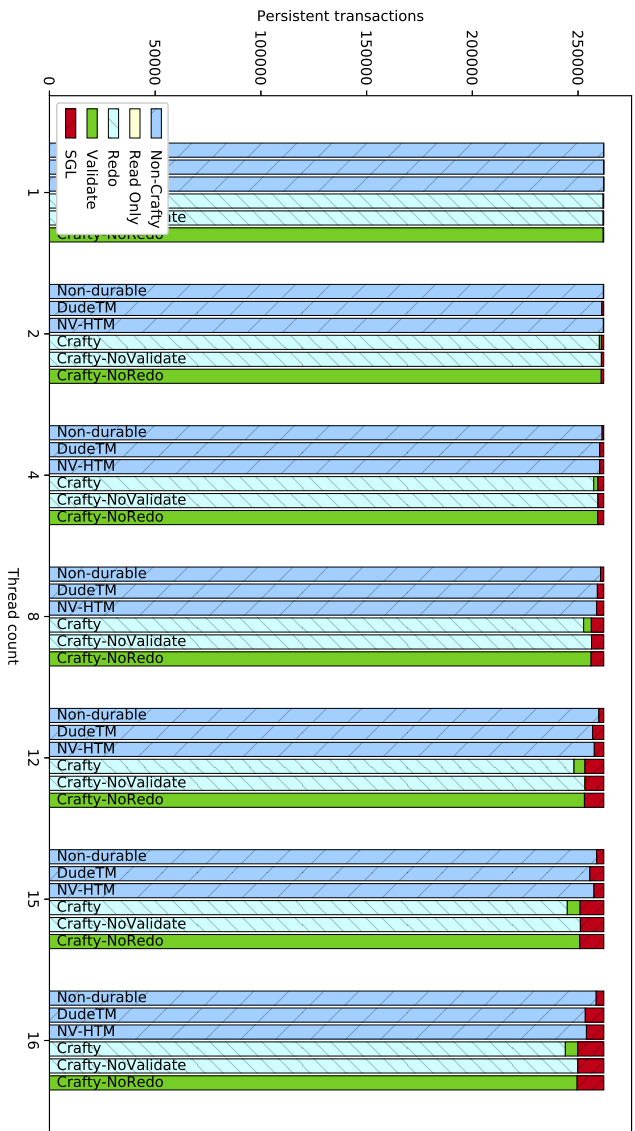 Persistent transactions
0
50000
100000
150000
200000
250000
Non-Crafty
Read Only
Redo
Validate
SGL
ate
Crafty-NoRedo
1
Non-durable
DudeTM
NV-HTM
Crafty
Crafty-NoValidate
Crafty-NoRedo
2
Non-durable
DudeTM
NV-HTM
Crafty
Crafty-NoValidate
Crafty-NoRedo
4
Non-durable
DudeTM
NV-HTM
Crafty
Crafty-NoValidate
Crafty-NoRedo
8
Non-durable
DudeTM
NV-HTM
Crafty
Crafty-NoValidate
Crafty-NoRedo
12
Non-durable
DudeTM
NV-HTM
Crafty
Crafty-NoValidate
Crafty-NoRedo
15
Non-durable
DudeTM
NV-HTM
Crafty
Crafty-NoValidate
Crafty-NoRedo
16
Thread count